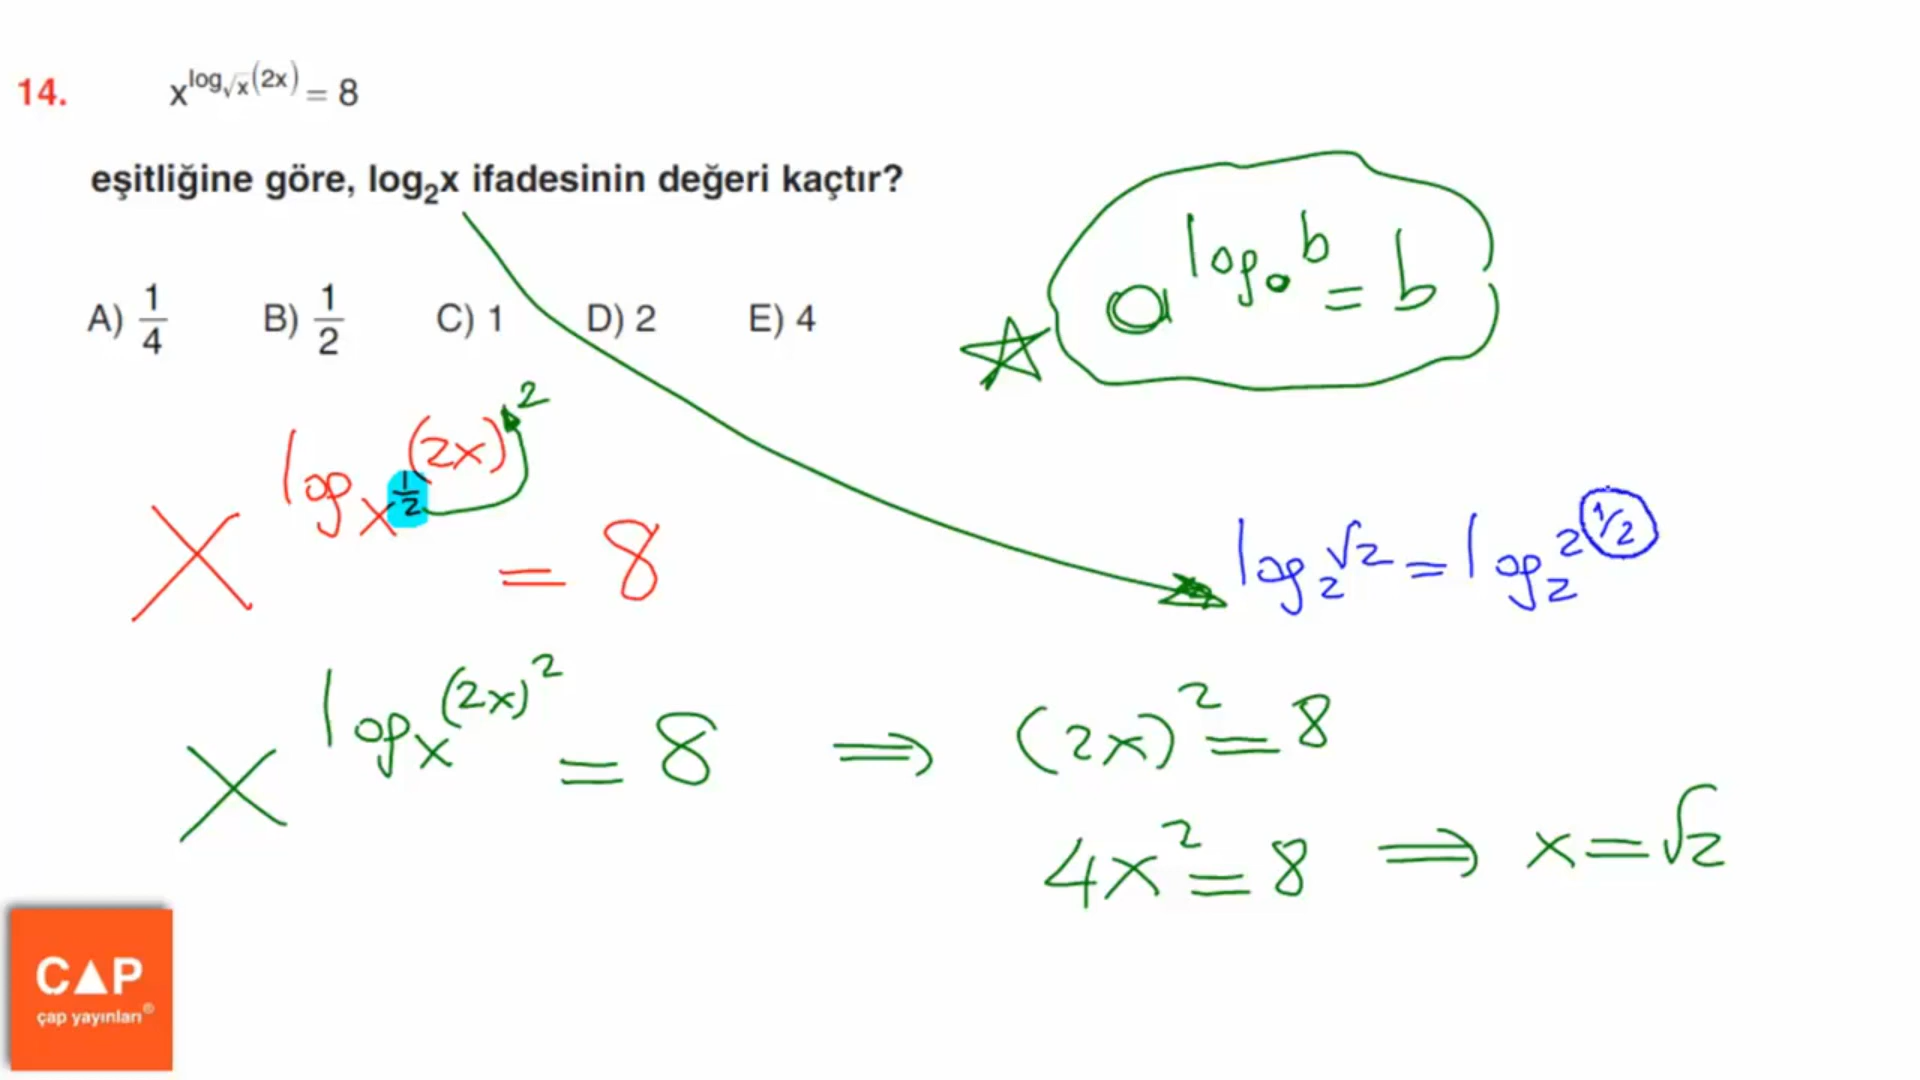 14. x^{log_{√x}(2x)} = 8
eşitliğine göre, log₂x ifadesinin değeri kaçtır?
A) 1/4 B) 1/2 C) 1 D) 2 E) 4
a^{log_a b} = b
x^{log_{x^{1/2}}(2x)^2} = 8
log₂√2 = log₂2^{1/2}
x^{log_x(2x)^2} = 8 ⟹ (2x)² = 8
4x² = 8 ⟹ x = √2
CAP
çap yayınları®